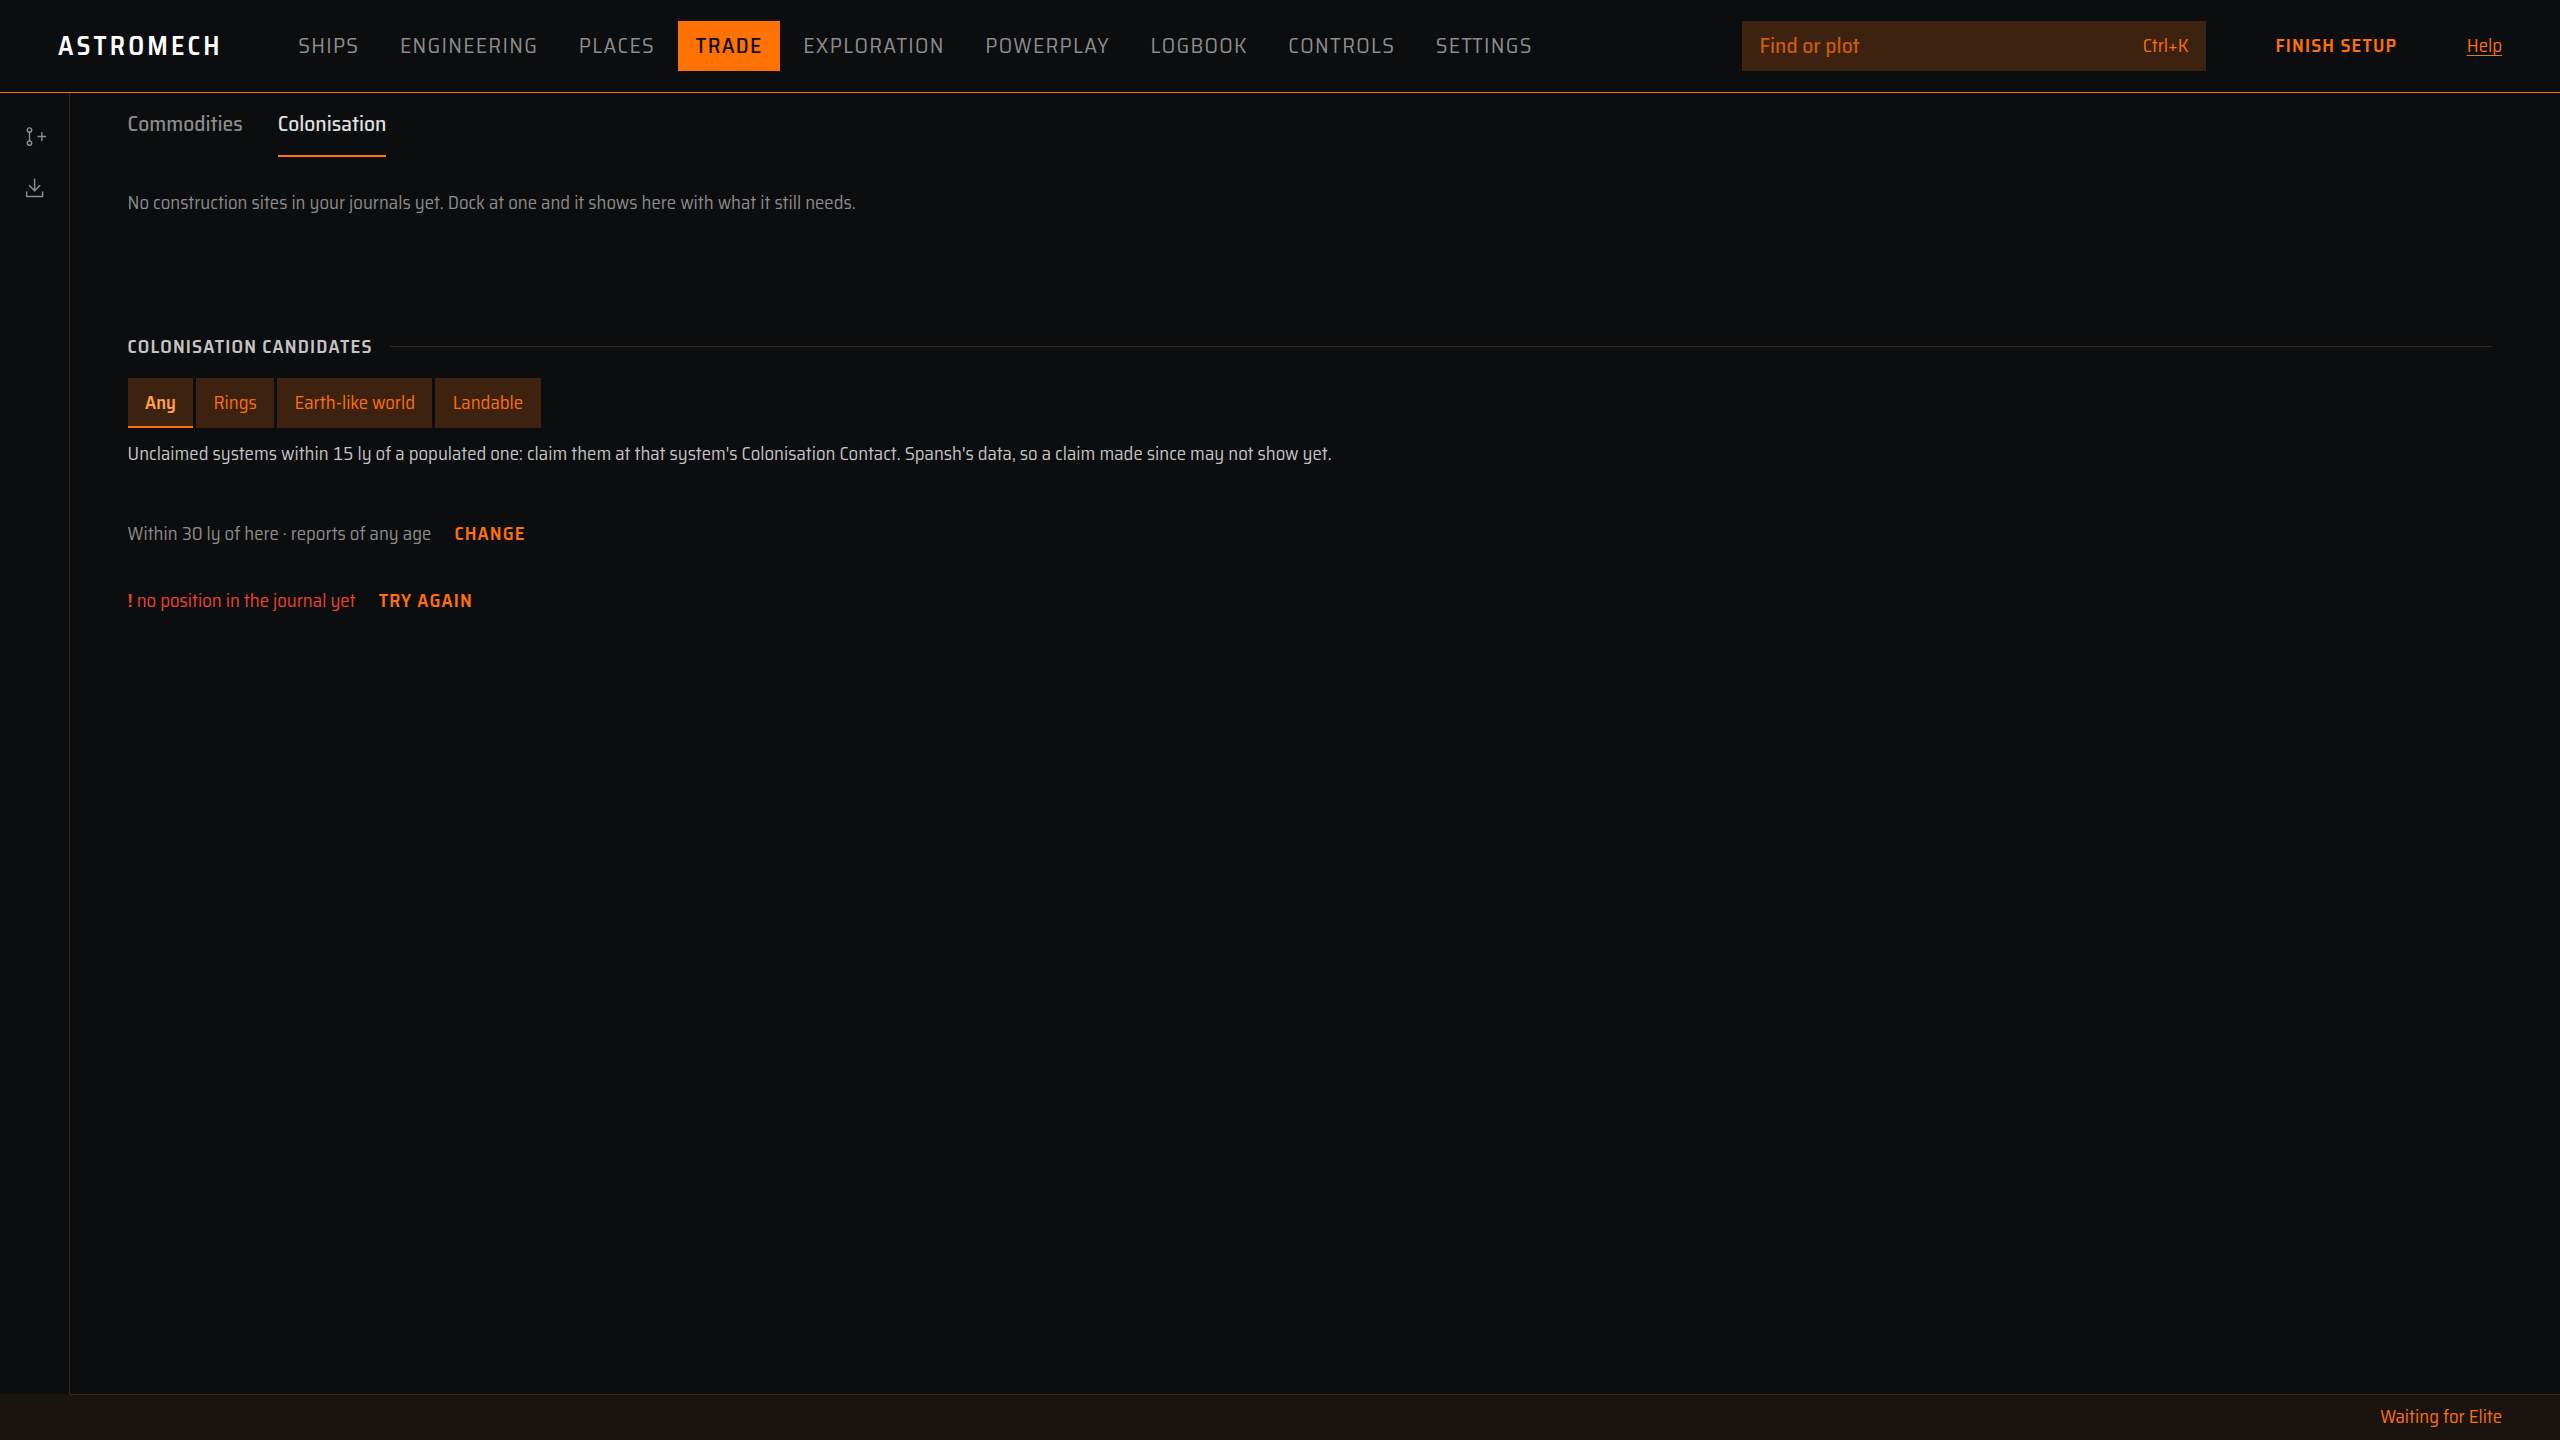 ASTROMECH SHIPS ENGINEERING PLACES TRADE EXPLORATION POWERPLAY LOGBOOK CONTROLS SETTINGS Find or plot Ctrl+K FINISH SETUP Help
Commodities Colonisation
No construction sites in your journals yet. Dock at one and it shows here with what it still needs.
COLONISATION CANDIDATES
Any Rings Earth-like world Landable
Unclaimed systems within 15 ly of a populated one: claim them at that system's Colonisation Contact. Spansh's data, so a claim made since may not show yet.
Within 30 ly of here · reports of any age CHANGE
! no position in the journal yet TRY AGAIN
Waiting for Elite